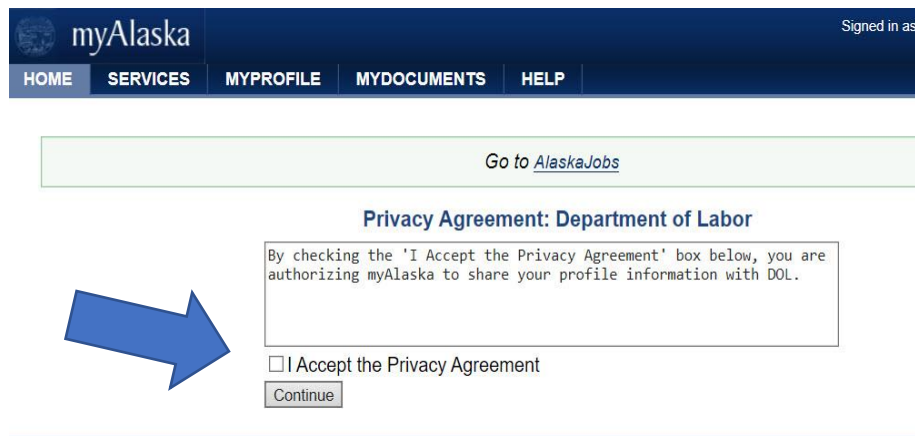 myAlaska
Signed in as
HOME SERVICES MYPROFILE MYDOCUMENTS HELP
Go to AlaskaJobs
Privacy Agreement: Department of Labor
By checking the 'I Accept the Privacy Agreement' box below, you are
authorizing myAlaska to share your profile information with DOL.
I Accept the Privacy Agreement
Continue